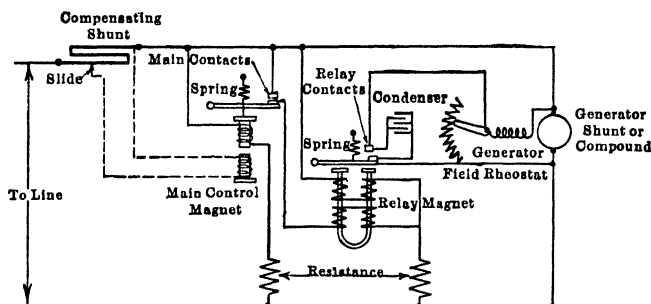 Compensating
Shunt
Main Contacts
Relay
Contacts
Slide
Spring
Condenser
Spring
Generator
Shunt or
Compound
Generator
Field Rheostat
To Line
Main Control
Magnet
Relay Magnet
Resistance